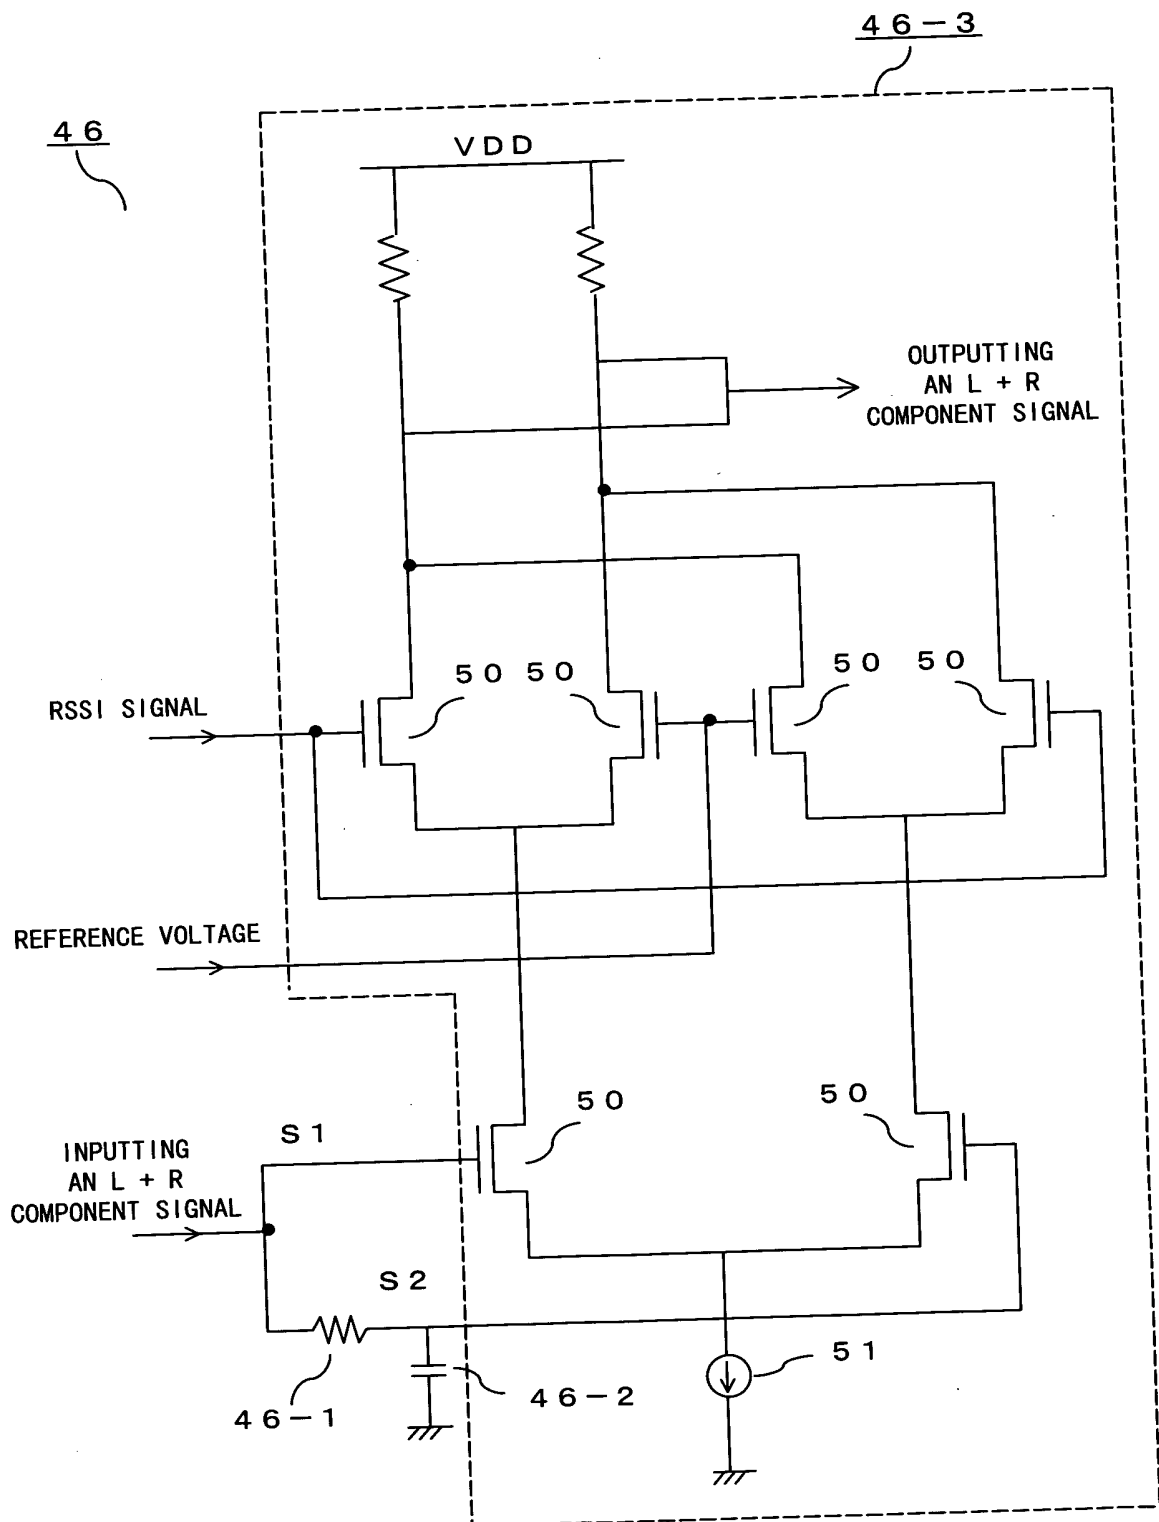 46-3
46
VDD
OUTPUTTING
AN L + R
COMPONENT SIGNAL
50 50
50 50
RSSI SIGNAL
REFERENCE VOLTAGE
50
50
S1
INPUTTING
AN L + R
COMPONENT SIGNAL
S2
51
46-1
46-2